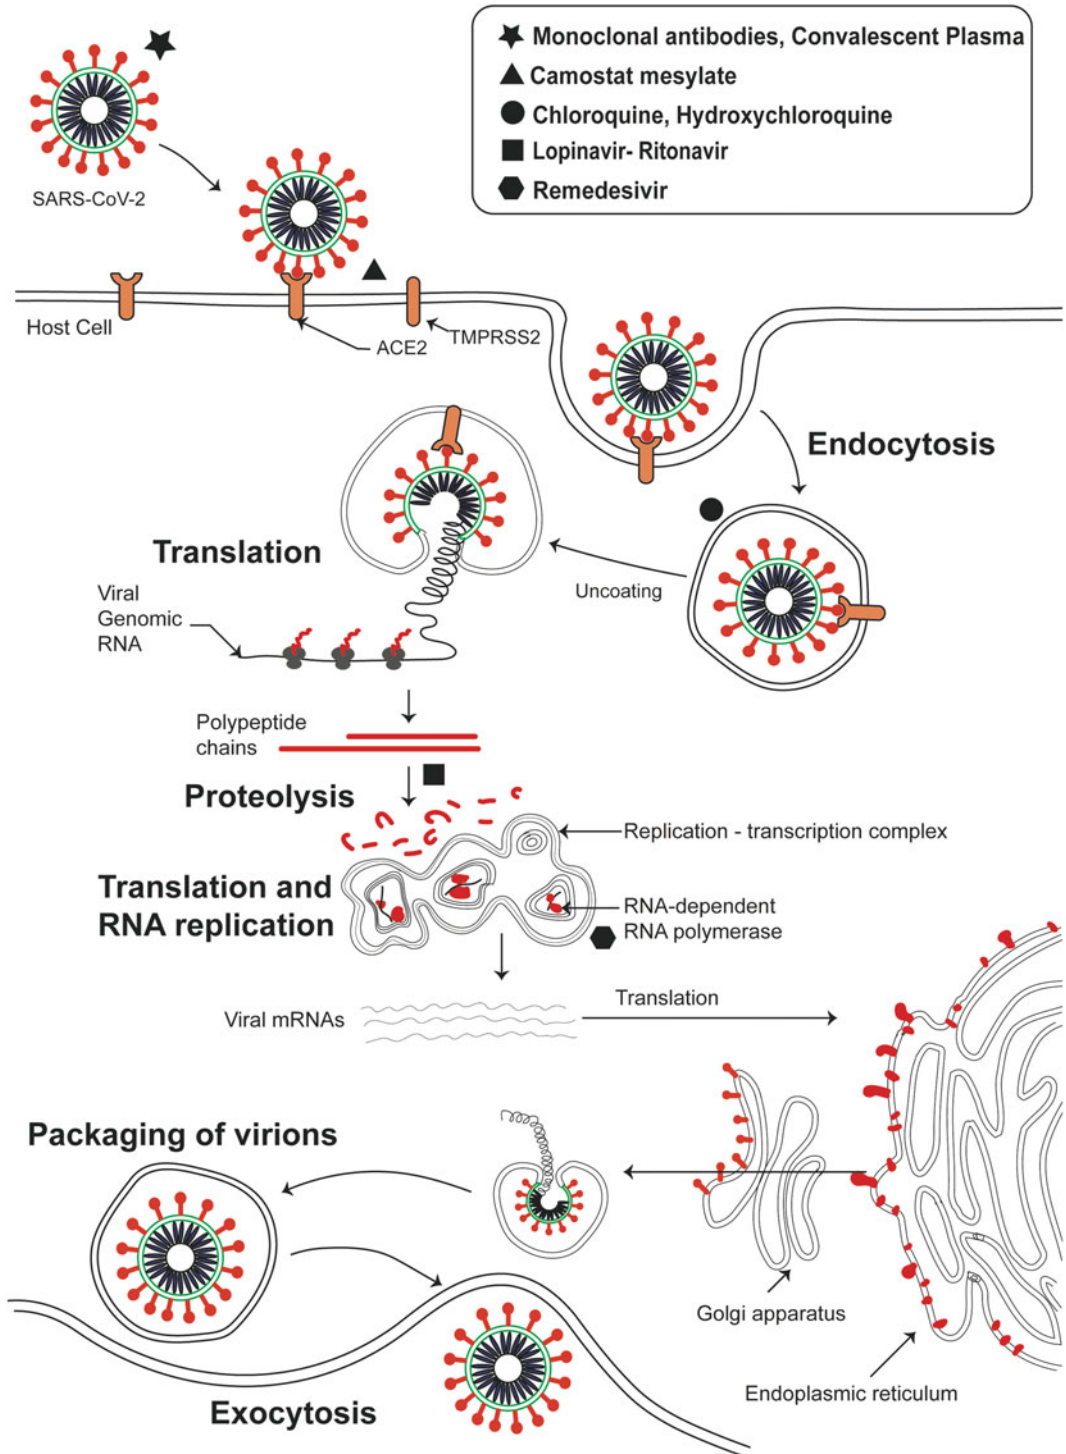 Monoclonal antibodies, Convalescent Plasma
Camostat mesylate
Chloroquine, Hydroxychloroquine
Lopinavir- Ritonavir
Remedesivir
SARS-CoV-2
Host Cell
ACE2
TMPRSS2
Endocytosis
Translation
Uncoating
Viral
Genomic
RNA
Polypeptide
chains
Proteolysis
Replication - transcription complex
Translation and
RNA replication
RNA-dependent
RNA polymerase
Viral mRNAs
Translation
Packaging of virions
Golgi apparatus
Endoplasmic reticulum
Exocytosis